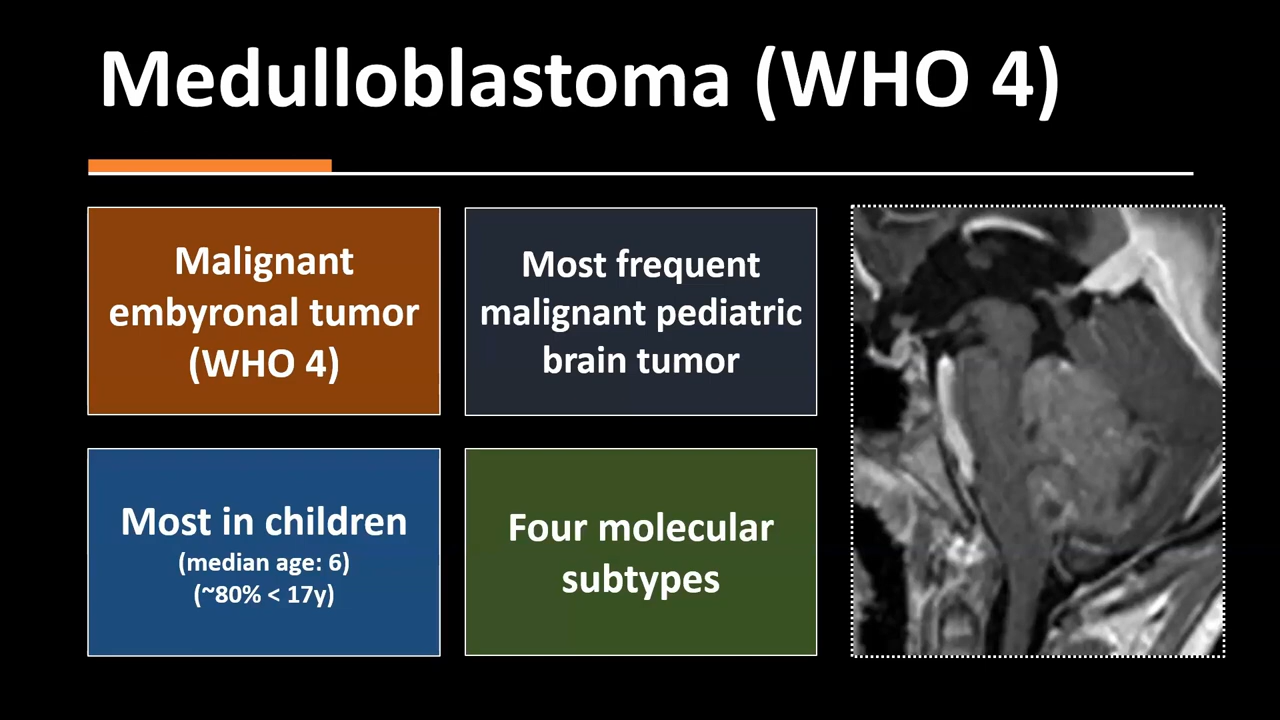 Medulloblastoma (WHO 4)
Malignant
embyronal tumor
(WHO 4)
Most frequent
malignant pediatric
brain tumor
Most in children
(median age: 6)
(~80% < 17y)
Four molecular
subtypes